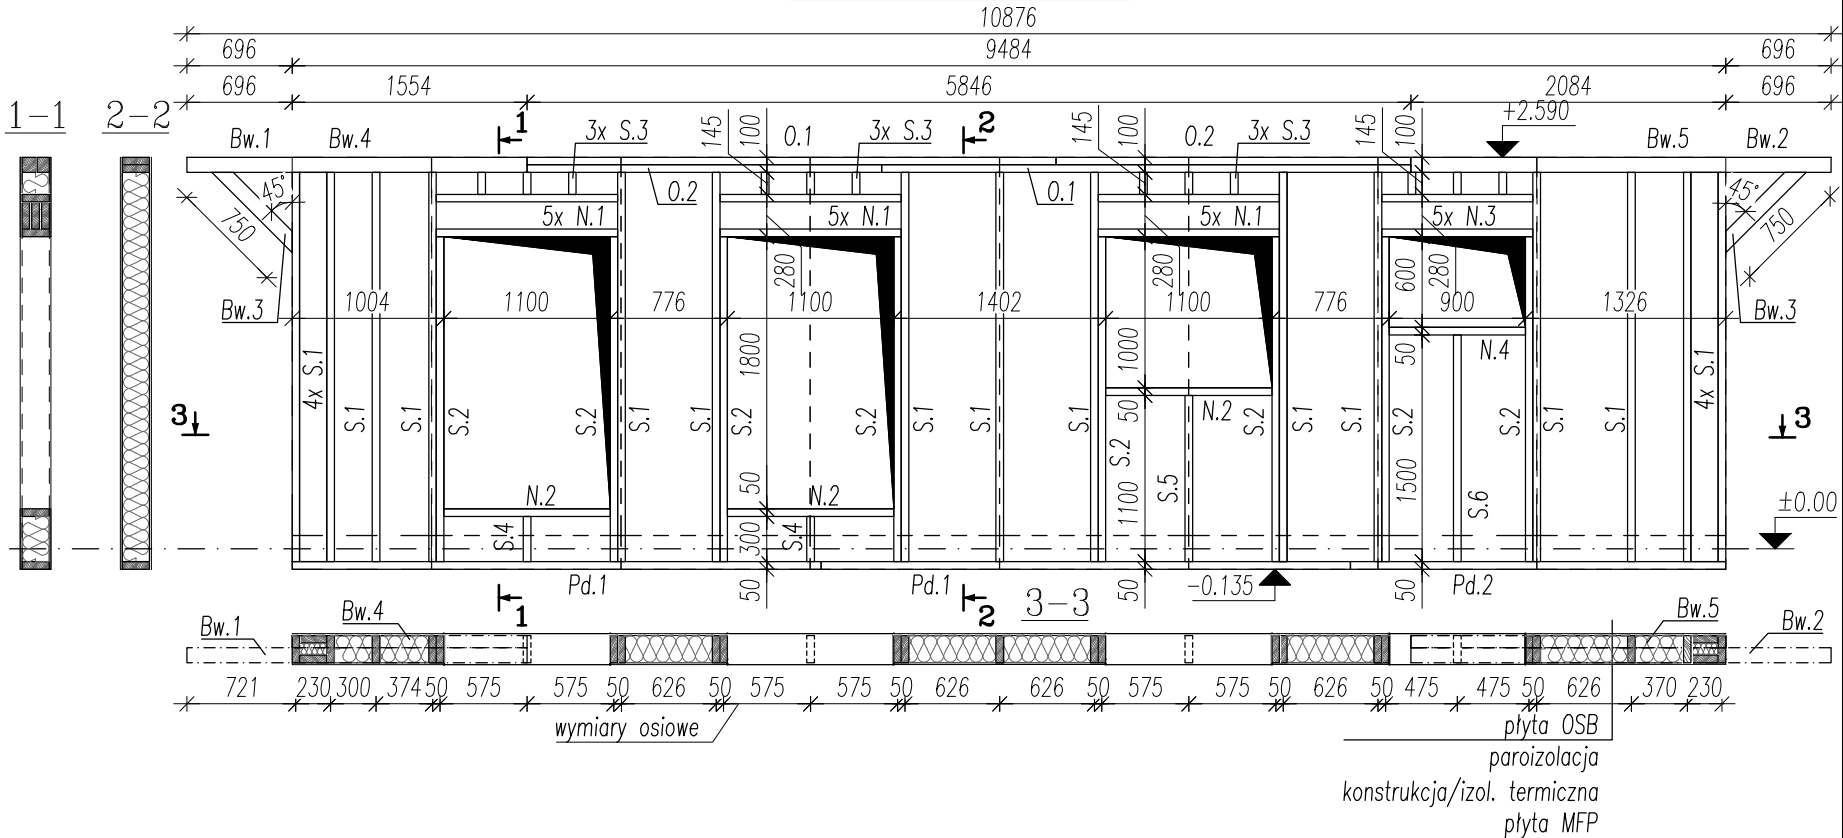 10876
696 9484 696
696 1554 5846 2084 696
1-1 2-2
+2.590
1 2
Bw.1 Bw.4 3x S.3 145 100 O.1 3x S.3 145 100 O.2 3x S.3 145 100 Bw.5 Bw.2
45° O.2 O.1 45°
750 5x N.1 5x N.1 5x N.1 5x N.3 750
280 280 600 280
Bw.3 1004 1100 776 1100 1402 1100 776 900 1326 Bw.3
1800 1000 50 N.4
4x S.1 S.1 S.1 S.2 S.2 S.1 S.1 S.2 S.2 S.1 S.1 S.1 50 N.2 S.2 S.1 S.1 S.2 S.2 S.1 S.1 4x S.1
3 3
S.2 S.5 1100 1500 S.6
N.2 50 N.2
S.4 300 S.4
±0.00
50 50 50
Pd.1 Pd.1 -0.135 Pd.2
1 2 3-3
Bw.1 Bw.4 Bw.5 Bw.2
721 230 300 374 50 575 575 50 626 50 575 575 50 626 626 50 575 575 50 626 50 475 475 50 626 370 230
wymiary osiowe
płyta OSB
paroizolacja
konstrukcja/izol. termiczna
płyta MFP